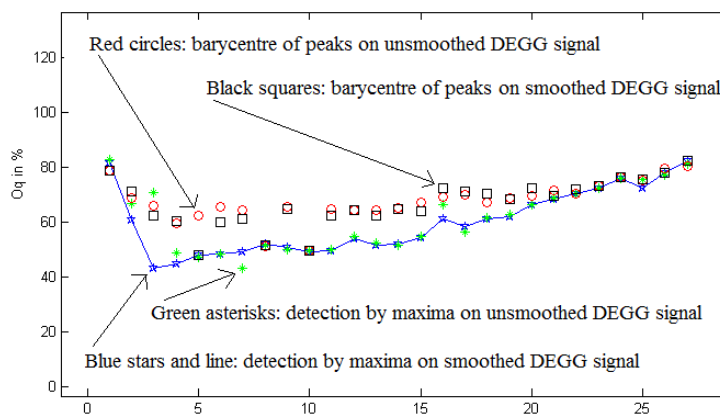 120
Red circles: barycentre of peaks on unsmoothed DEGG signal
Black squares: barycentre of peaks on smoothed DEGG signal
100
80
Oq in %
60
40
Green asterisks: detection by maxima on unsmoothed DEGG signal
20
Blue stars and line: detection by maxima on smoothed DEGG signal
0
0 5 10 15 20 25